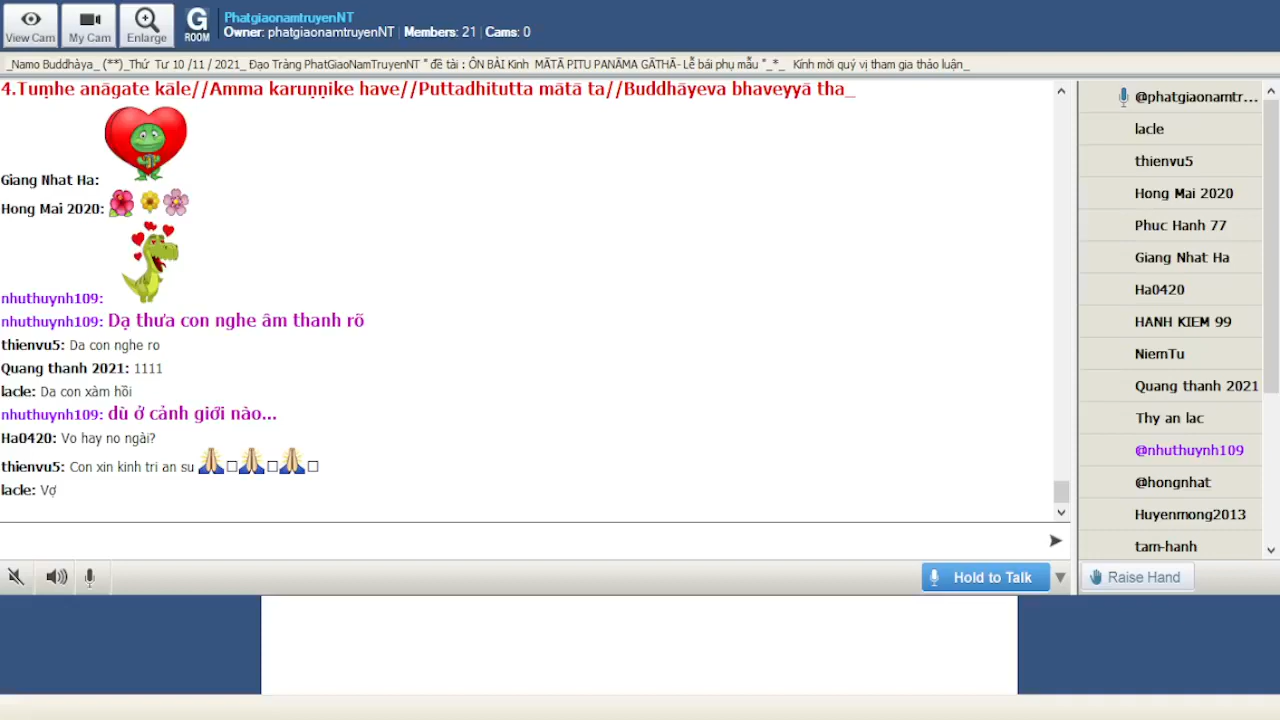 View Cam
My Cam
Enlarge
G
ROOM
PhatgiaonamtruyenNT
Owner: phatgiaonamtruyenNT | Members: 21 | Cams: 0
_Namo Buddhàya_ (**)_Thứ Tư 10 /11 / 2021_ Đạo Tràng PhatGiaoNamTruyenNT " đề tài : ÔN BÀI Kinh MĀTĀ PITU PANĀMA GĀTHĀ- Lễ bái phụ mẫu "_*_ Kính mời quý vị tham gia thảo luận_
4.Tuṃhe anāgate kāle//Amma karuṇṇike have//Puttadhitutta mātā ta//Buddhāyeva bhaveyyā tha_
Giang Nhat Ha:
Hong Mai 2020:
nhuthuynh109:
nhuthuynh109: Dạ thưa con nghe âm thanh rõ
thienvu5: Da con nghe ro
Quang thanh 2021: 1111
lacle: Dạ con xàm hồi
nhuthuynh109: dù ở cảnh giới nào...
Ha0420: Vo hay no ngài?
thienvu5: Con xin kinh tri an su
lacle: Vợ
Hold to Talk
@phatgiaonamtr...
lacle
thienvu5
Hong Mai 2020
Phuc Hanh 77
Giang Nhat Ha
Ha0420
HANH KIEM 99
NiemTu
Quang thanh 2021
Thy an lac
@nhuthuynh109
@hongnhat
Huyenmong2013
tam-hanh
Raise Hand